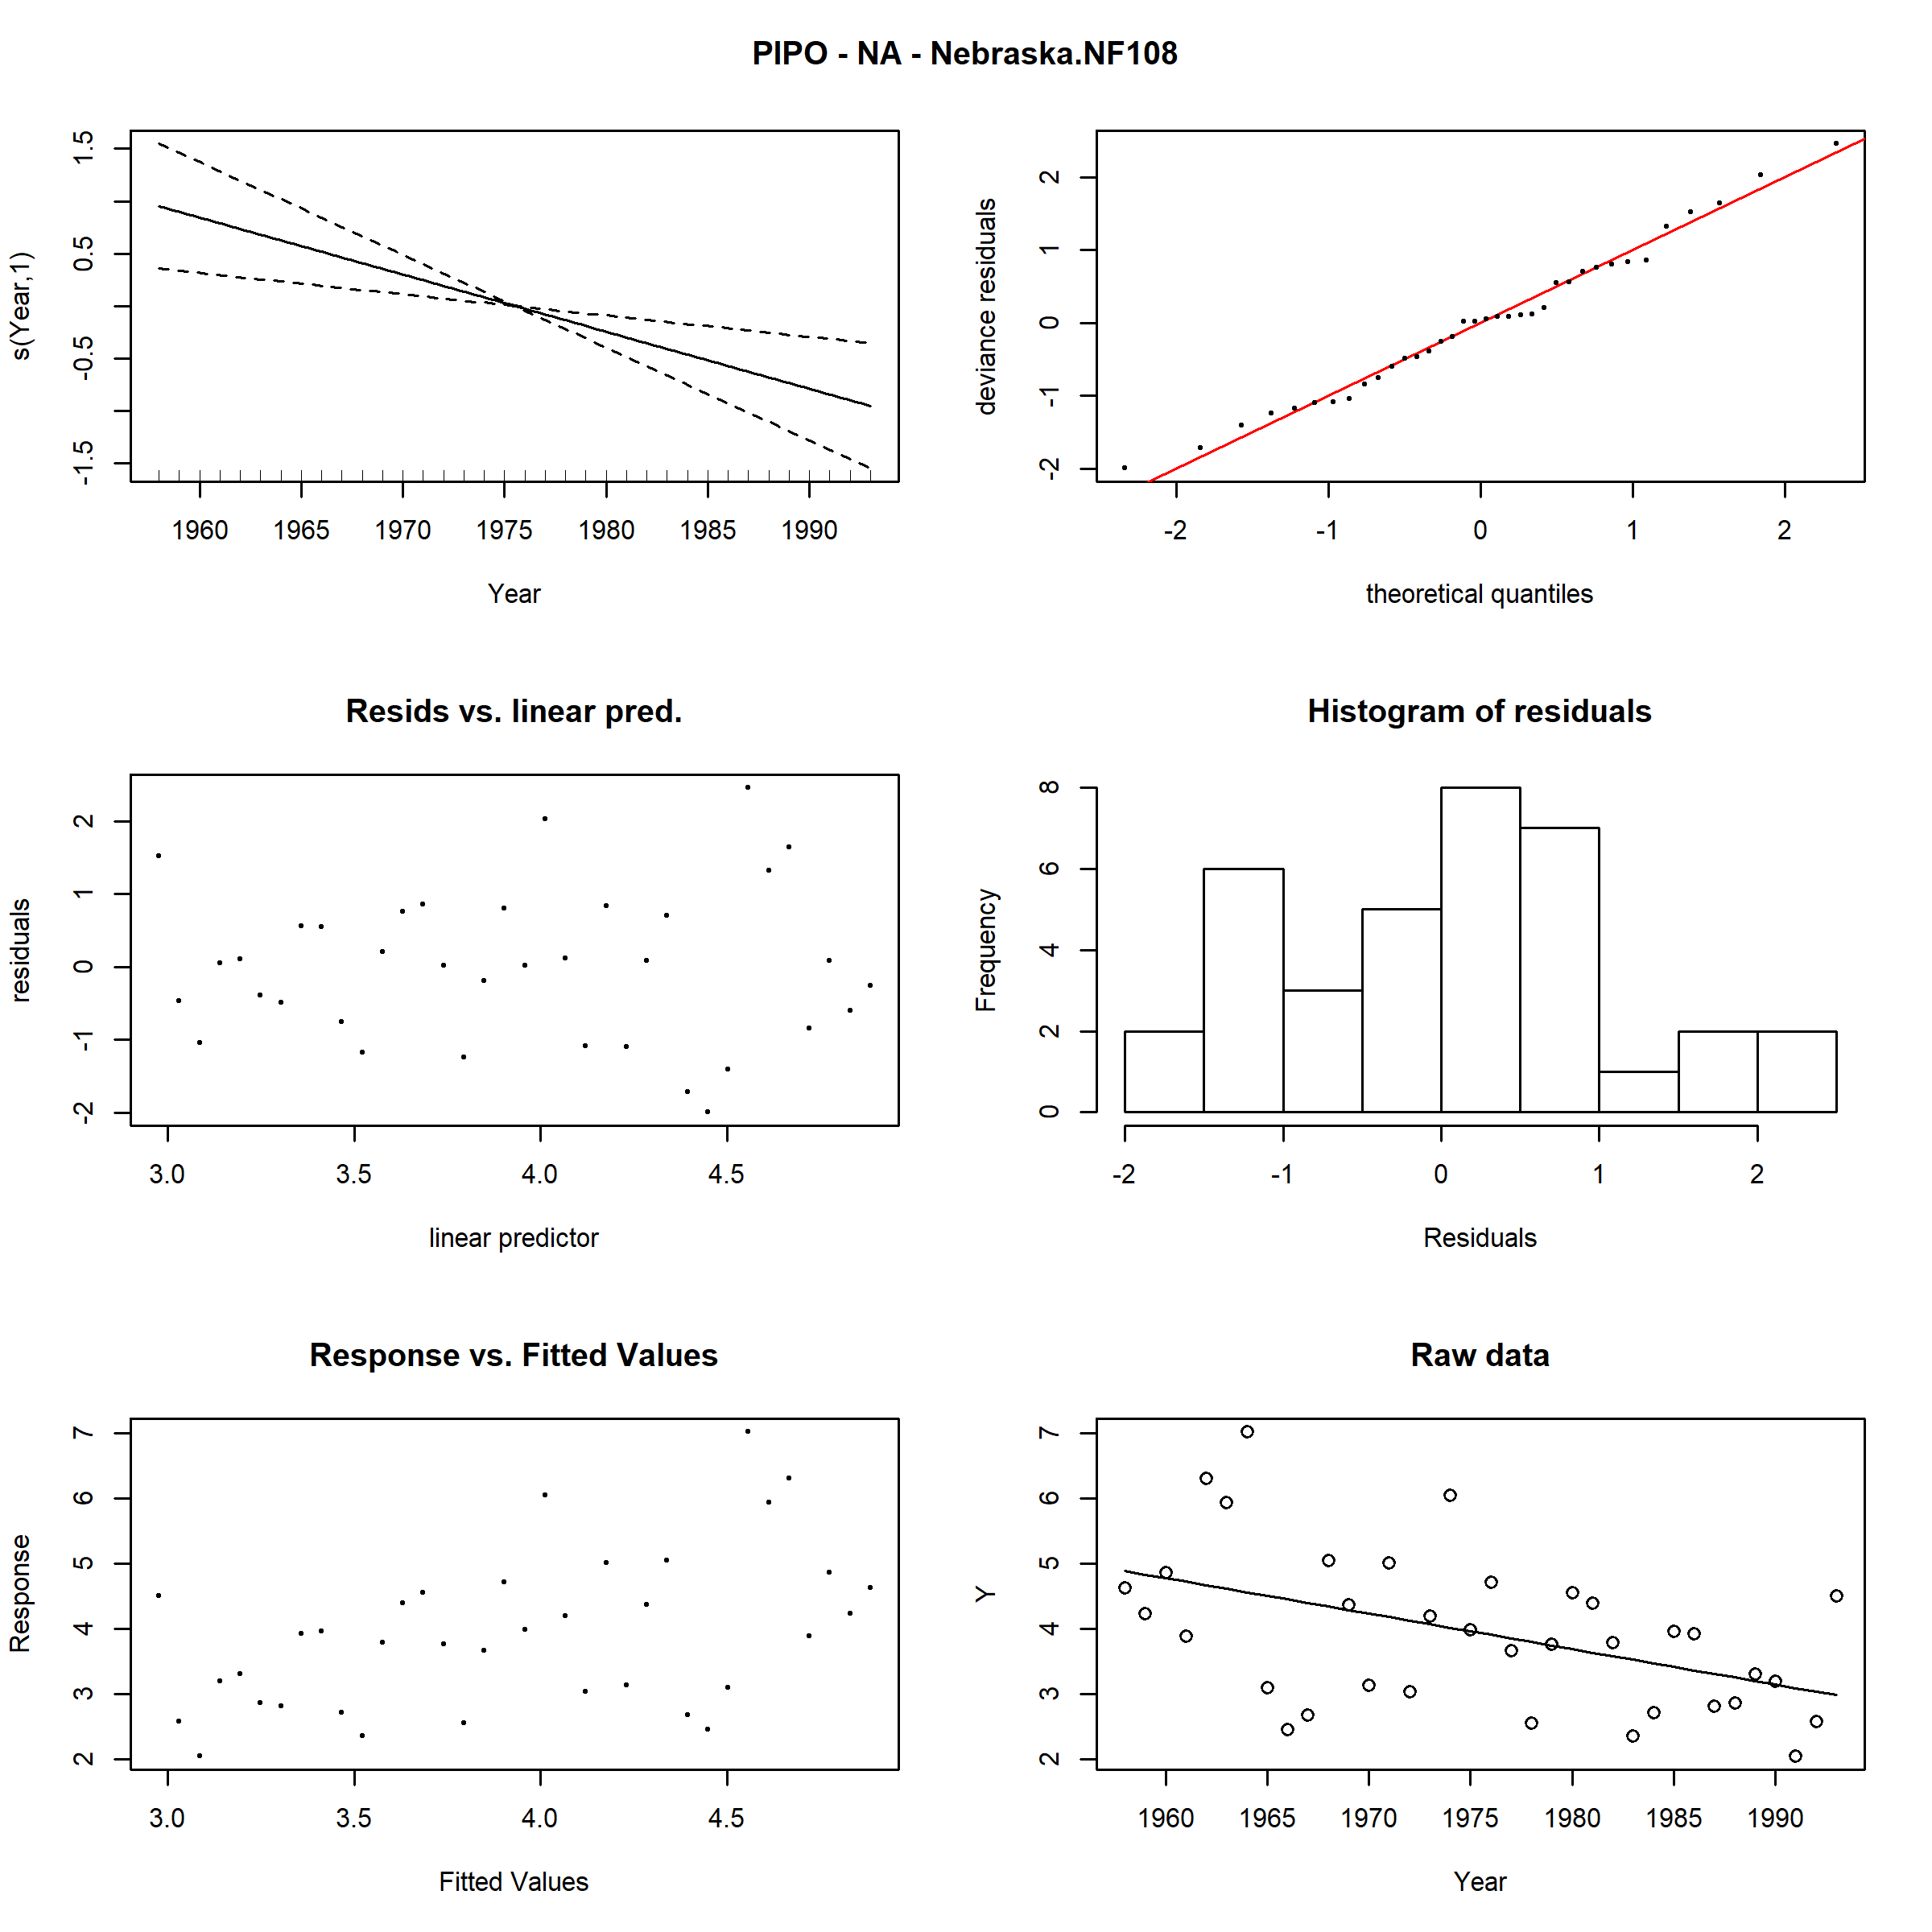 PIPO - NA - Nebraska.NF108
s(Year,1)
1.5
0.5
-0.5
-1.5
1960 1965 1970 1975 1980 1985 1990
Year
deviance residuals
2
1
0
-1
-2
-2 -1 0 1 2
theoretical quantiles
Resids vs. linear pred.
residuals
2
1
0
-1
-2
3.0 3.5 4.0 4.5
linear predictor
Histogram of residuals
Frequency
8
6
4
2
0
-2 -1 0 1 2
Residuals
Response vs. Fitted Values
Response
7
6
5
4
3
2
3.0 3.5 4.0 4.5
Fitted Values
Raw data
Y
7
6
5
4
3
2
1960 1965 1970 1975 1980 1985 1990
Year